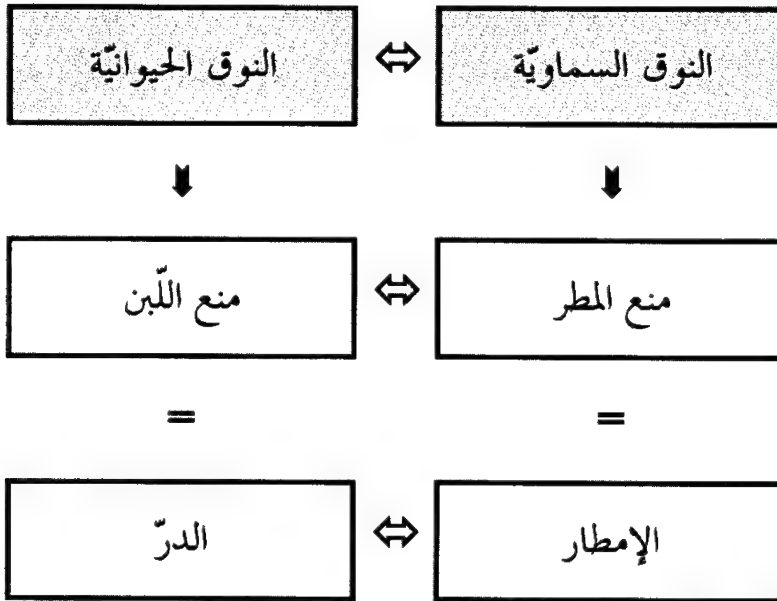 النوق السماويّة ⇔ النوق الحيوانيّة
منع المطر ⇔ منع اللّبن
= =
الإمطار ⇔ الدرّ